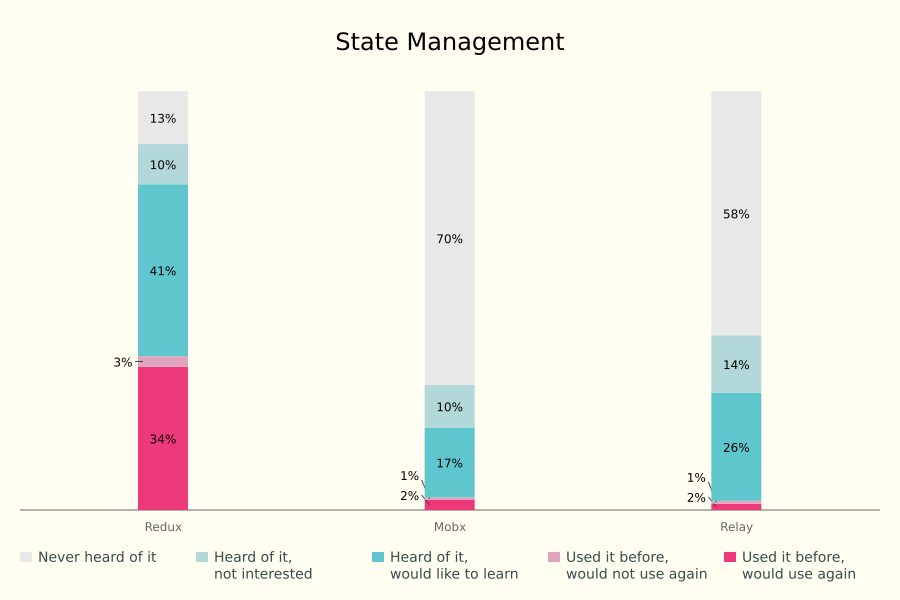 State Management
13%
10%
41%
3%
34%
70%
10%
17%
1%
2%
58%
14%
26%
1%
2%
Redux
Mobx
Relay
Never heard of it
Heard of it,
not interested
Heard of it,
would like to learn
Used it before,
would not use again
Used it before,
would use again